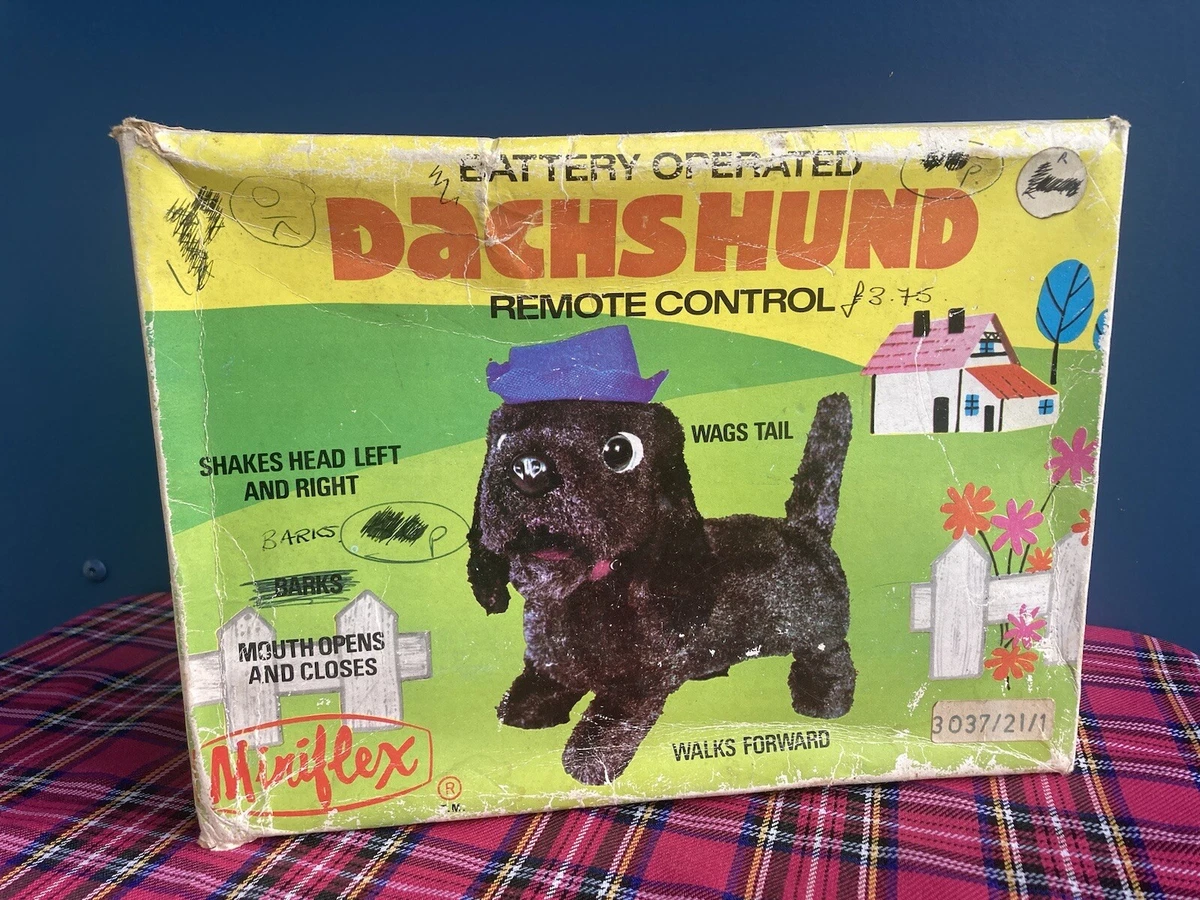 BATTERY OPERATED
DaCHSHUND
REMOTE CONTROL £3.75
WAGS TAIL
SHAKES HEAD LEFT
AND RIGHT
BARKS P
BARKS
MOUTH OPENS
AND CLOSES
Miniflex
®
T.M.
WALKS FORWARD
3037/21/1